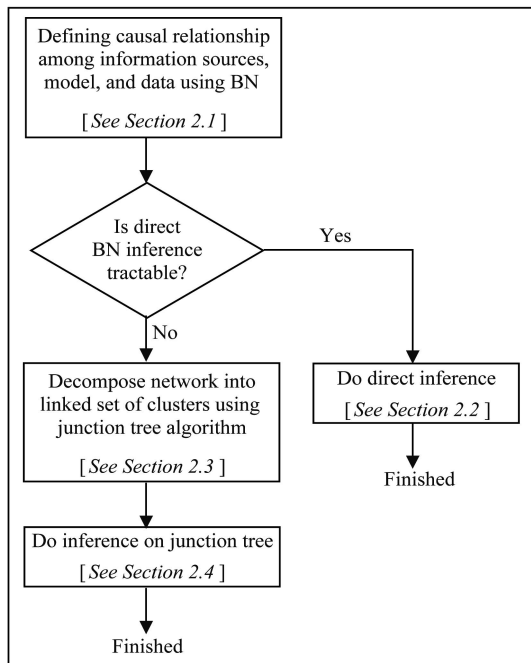 Defining causal relationship
among information sources,
model, and data using BN
[See Section 2.1]
Is direct
BN inference
tractable?
Yes
No
Decompose network into
linked set of clusters using
junction tree algorithm
[See Section 2.3]
Do direct inference
[See Section 2.2]
Finished
Do inference on junction tree
[See Section 2.4]
Finished